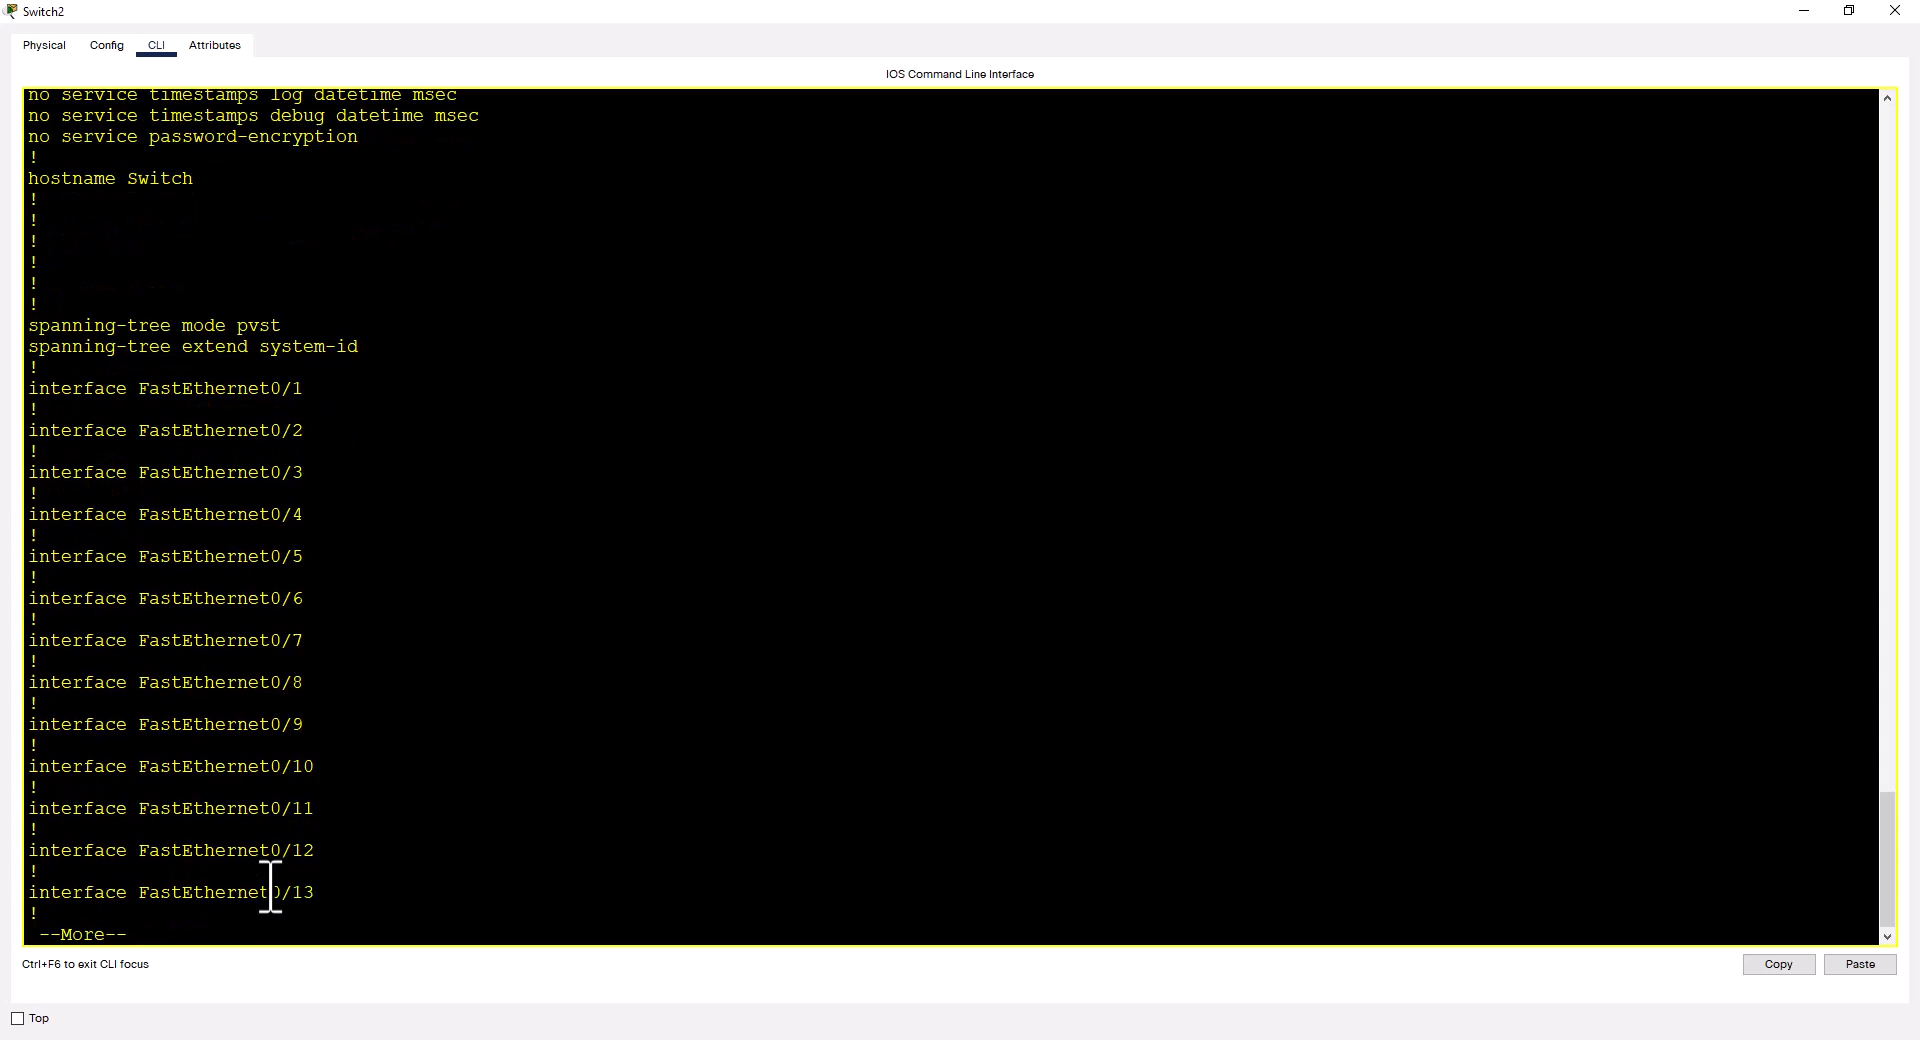 Switch2
Physical Config CLI Attributes
IOS Command Line Interface
no service timestamps log datetime msec
no service timestamps debug datetime msec
no service password-encryption
!
hostname Switch
!
!
!
!
!
!
spanning-tree mode pvst
spanning-tree extend system-id
!
interface FastEthernet0/1
!
interface FastEthernet0/2
!
interface FastEthernet0/3
!
interface FastEthernet0/4
!
interface FastEthernet0/5
!
interface FastEthernet0/6
!
interface FastEthernet0/7
!
interface FastEthernet0/8
!
interface FastEthernet0/9
!
interface FastEthernet0/10
!
interface FastEthernet0/11
!
interface FastEthernet0/12
!
interface FastEthernet0/13
!
--More--
Ctrl+F6 to exit CLI focus
Copy Paste
Top